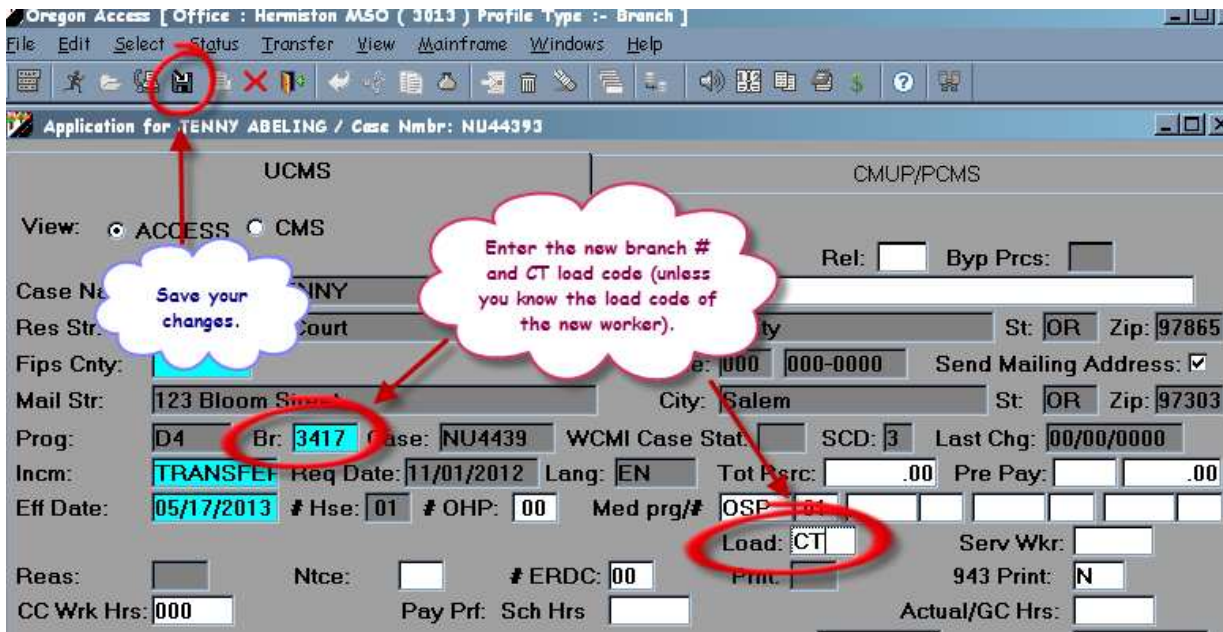 Oregon Access [ Office : Hermiston MSO ( 3013 ) Profile Type :- Branch ]
File Edit Select Status Transfer View Mainframe Windows Help
Application for TENNY ABELING / Case Nmbr: NU44393
UCMS CMUP/PCMS
View: ACCESS CMS
Rel: Byp Prcs:
Enter the new branch #
and CT load code (unless
you know the load code of
the new worker).
Save your
changes.
Case
Res Str: Court St: OR Zip: 97865
Fips Cnty: 000 000-0000 Send Mailing Address:
Mail Str: 123 Bloom Street City: Salem St: OR Zip: 97303
Prog: D4 Br: 3417 Case: NU4439 WCMI Case Stat: SCD: 3 Last Chg: 00/00/0000
Incm: TRANSFER Req Date: 11/01/2012 Lang: EN Tot Rsrc: .00 Pre Pay: .00
Eff Date: 05/17/2013 # Hse: 01 # OHP: 00 Med prg/# OSP 01
Load: CT Serv Wkr:
Reas: Ntce: # ERDC: 00 Prnt: 943 Print: N
CC Wrk Hrs: 000 Pay Prf: Sch Hrs Actual/GC Hrs: